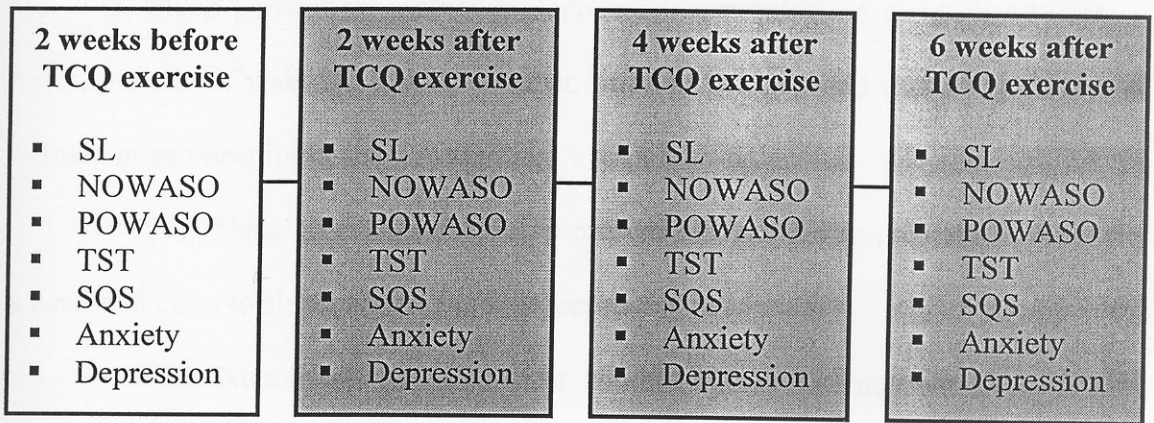 2 weeks before
TCQ exercise
▪ SL
▪ NOWASO
▪ POWASO
▪ TST
▪ SQS
▪ Anxiety
▪ Depression
2 weeks after
TCQ exercise
▪ SL
▪ NOWASO
▪ POWASO
▪ TST
▪ SQS
▪ Anxiety
▪ Depression
4 weeks after
TCQ exercise
▪ SL
▪ NOWASO
▪ POWASO
▪ TST
▪ SQS
▪ Anxiety
▪ Depression
6 weeks after
TCQ exercise
▪ SL
▪ NOWASO
▪ POWASO
▪ TST
▪ SQS
▪ Anxiety
▪ Depression